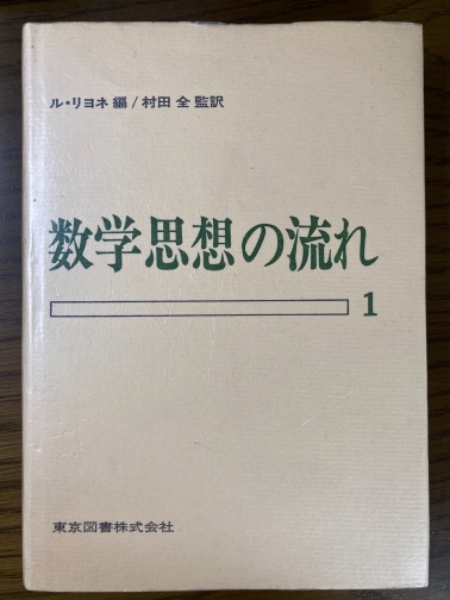 ル・リヨネ 編 / 村田 全 監訳
数学思想の流れ
1
東京図書株式会社